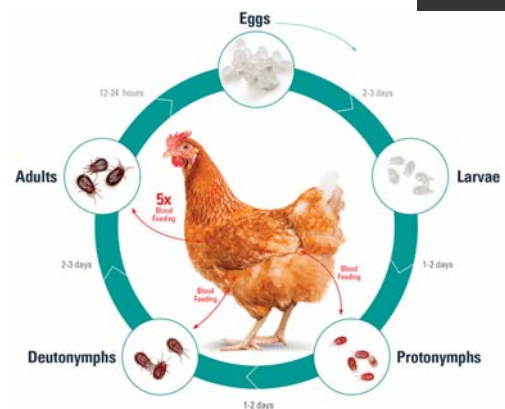 Eggs
12-24 hours
2-3 days
Adults
Larvae
5x
Blood
Feeding
2-3 days
Blood
Feeding
1-2 days
Blood
Feeding
Deutonymphs
Protonymphs
1-2 days